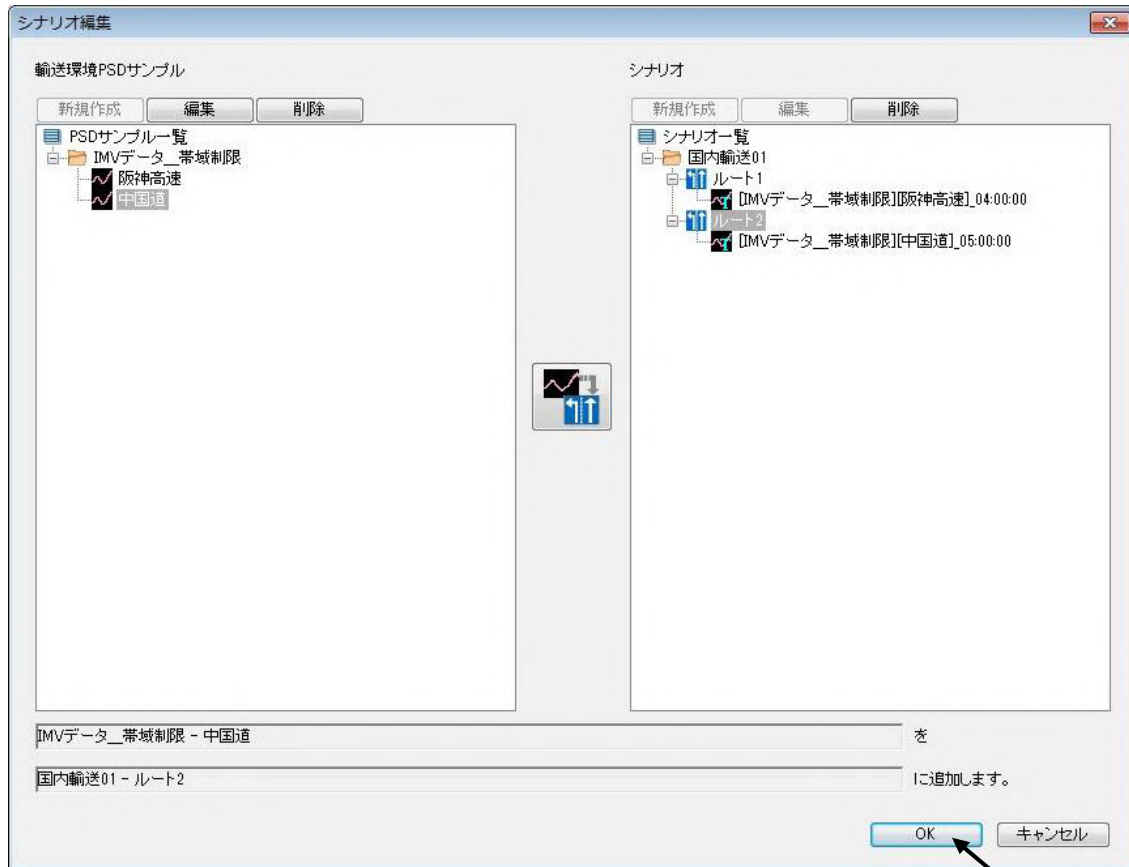 シナリオ編集
輸送環境PSDサンプル
新規作成 編集 削除
PSDサンプル一覧
IMVデータ__帯域制限
阪神高速
中国道
シナリオ
新規作成 編集 削除
シナリオ一覧
国内輸送01
ルート1
[IMVデータ__帯域制限][阪神高速]_04:00:00
ルート2
[IMVデータ__帯域制限][中国道]_05:00:00
IMVデータ__帯域制限 - 中国道 を
国内輸送01 - ルート2 に追加します。
OK キャンセル